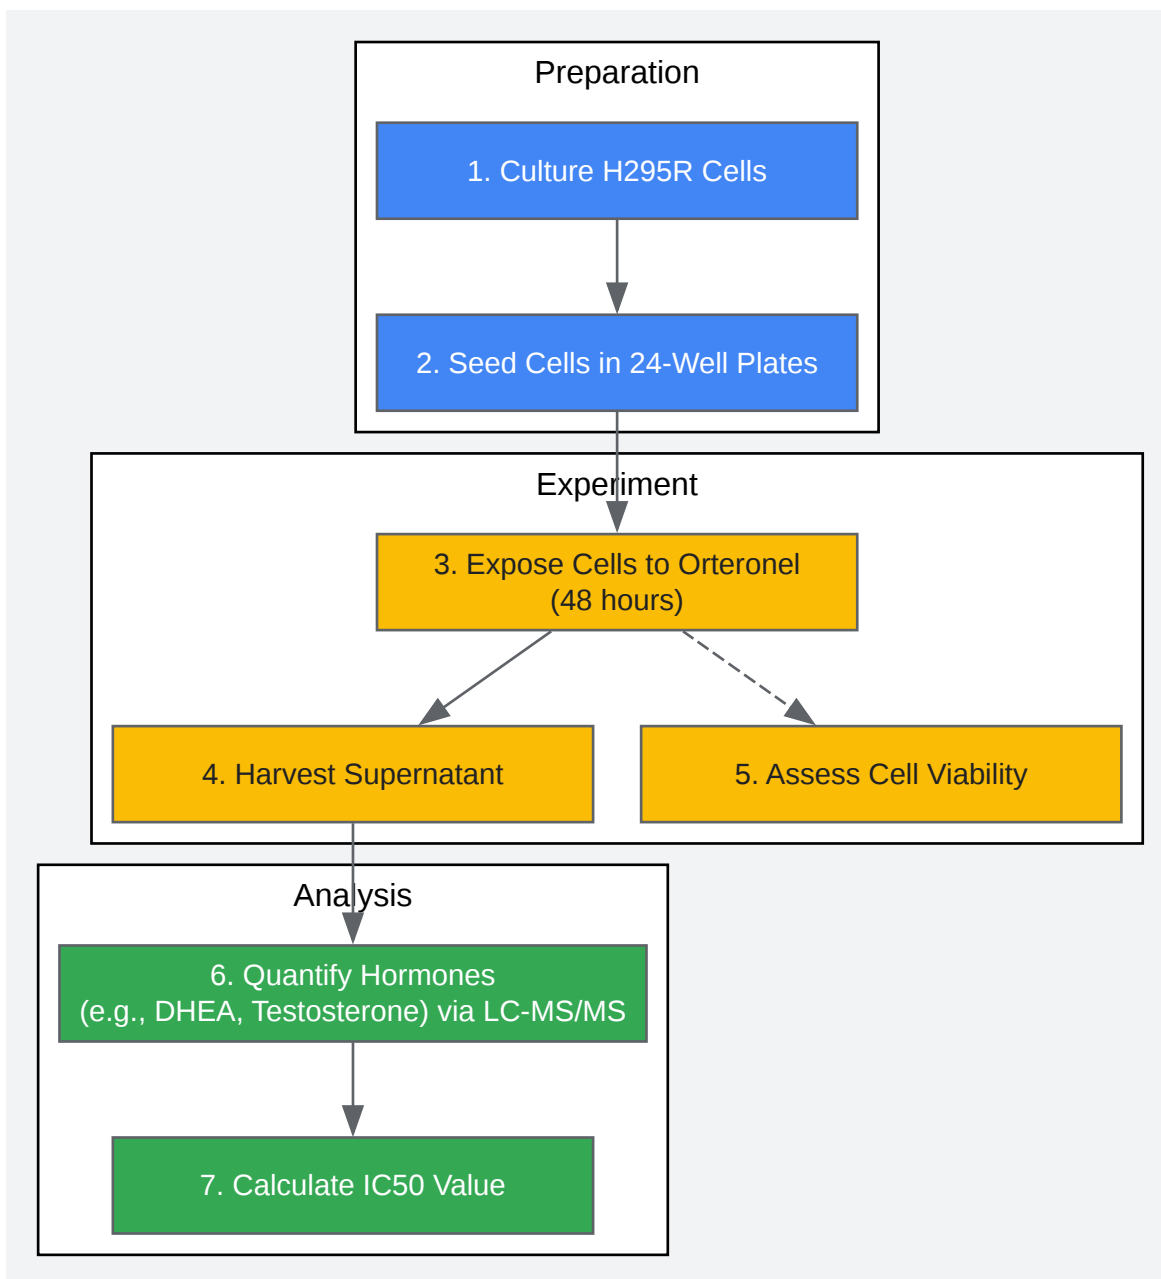 Preparation
1. Culture H295R Cells
2. Seed Cells in 24-Well Plates
Experiment
3. Expose Cells to Orteronel
(48 hours)
4. Harvest Supernatant
5. Assess Cell Viability
Analysis
6. Quantify Hormones
(e.g., DHEA, Testosterone) via LC-MS/MS
7. Calculate IC50 Value